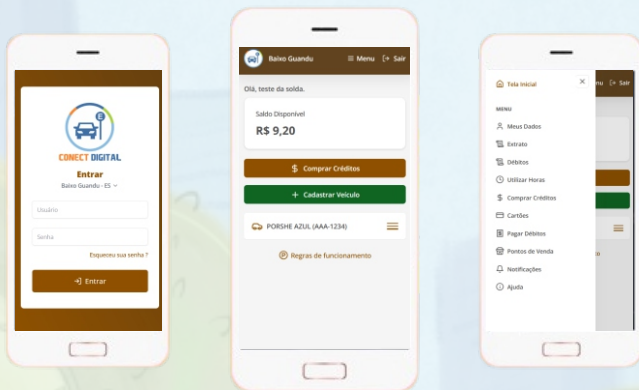 E
CONECT DIGITAL
Entrar
Baixo Guandu - ES
Usuário
Senha
Esqueceu sua senha ?
Entrar
Baixo Guandu
Menu
Sair
Olá, teste da solda.
Saldo Disponível
R$ 9,20
$ Comprar Créditos
+ Cadastrar Veículo
PORSHE AZUL (AAA-1234)
P Regras de funcionamento
Tela Inicial
×
nu
Sair
MENU
Meus Dados
Extrato
Débitos
Utilizar Horas
$ Comprar Créditos
Cartões
Pagar Débitos
Pontos de Venda
Notificações
Ajuda